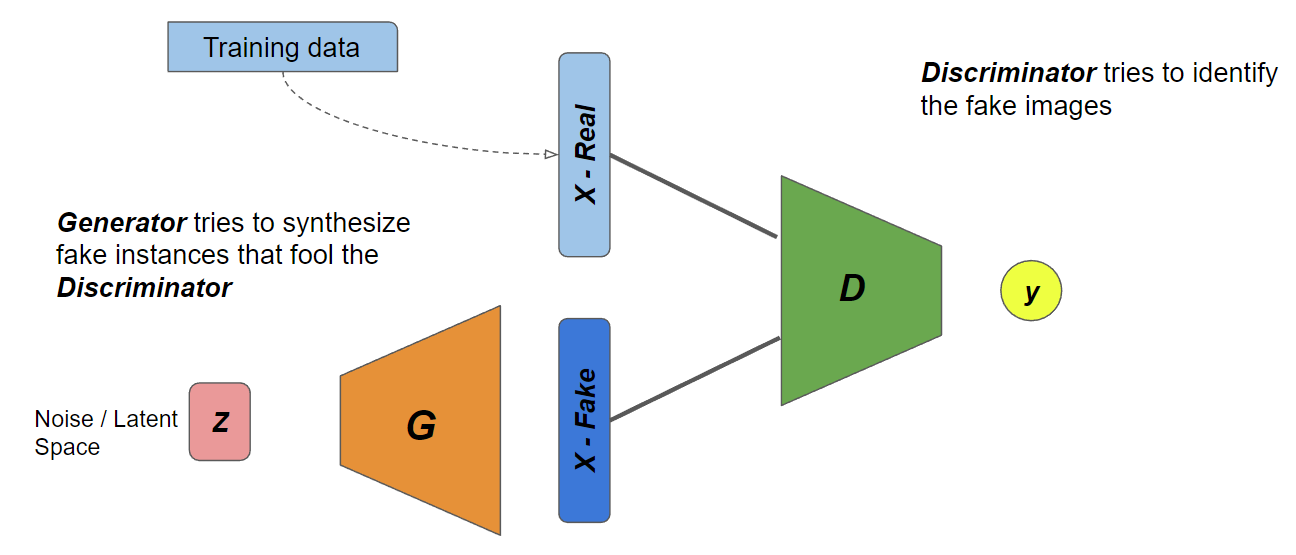 Training data
X - Real
Discriminator tries to identify
the fake images
Generator tries to synthesize
fake instances that fool the
Discriminator
D
y
Noise / Latent
Space
z
G
X - Fake